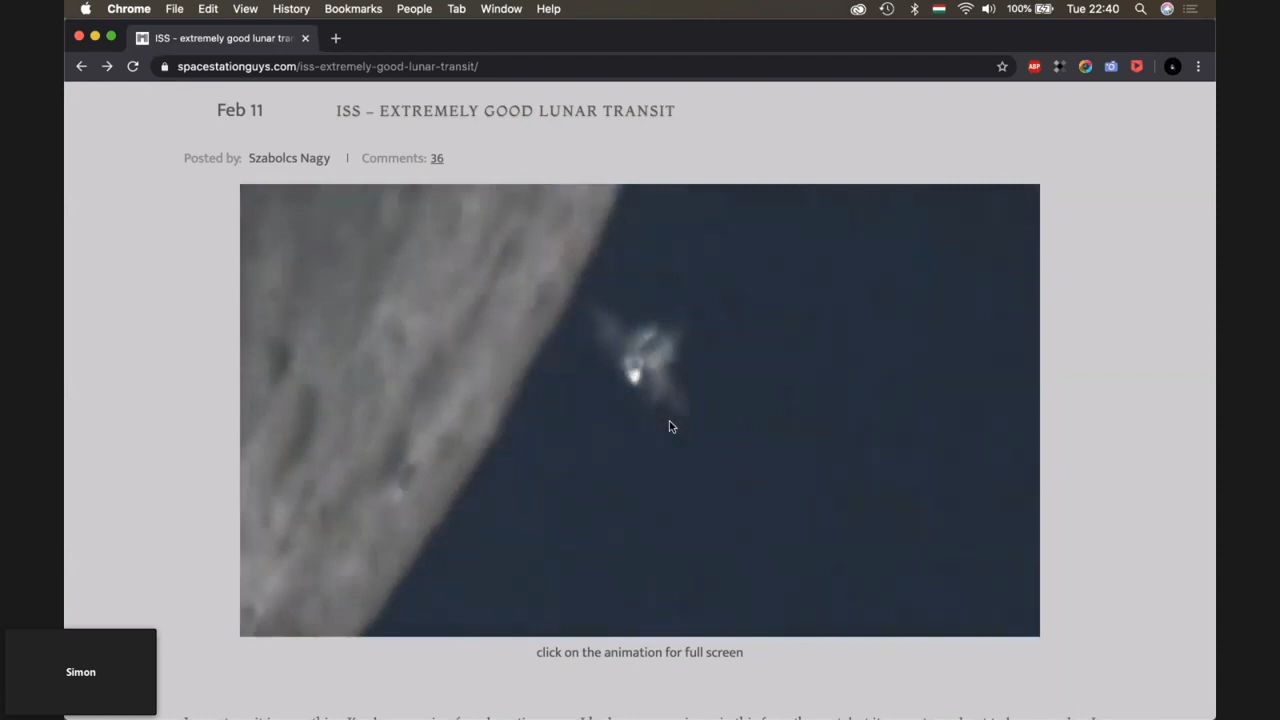 Chrome File Edit View History Bookmarks People Tab Window Help 100% Tue 22:40
ISS - extremely good lunar tran
spacestationguys.com/iss-extremely-good-lunar-transit/ ABP
Feb 11 ISS – EXTREMELY GOOD LUNAR TRANSIT
Posted by: Szabolcs Nagy | Comments: 36
click on the animation for full screen
Simon